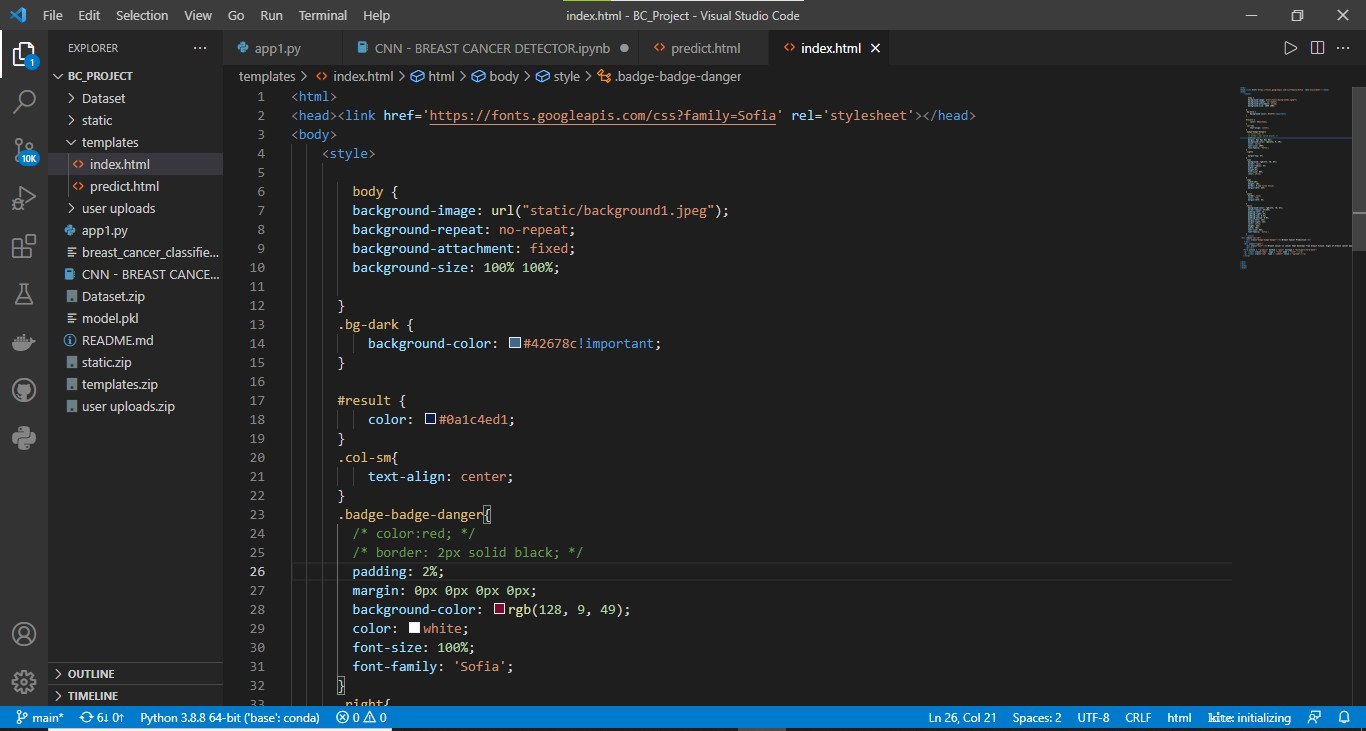 File Edit Selection View Go Run Terminal Help index.html - BC_Project - Visual Studio Code
EXPLORER ···
app1.py CNN - BREAST CANCER DETECTOR.ipynb ● predict.html index.html
templates > index.html > html > body > style > .badge-badge-danger
1
BC_PROJECT
Dataset
static
templates
index.html
predict.html
user uploads
app1.py
breast_cancer_classifie...
CNN - BREAST CANCE...
Dataset.zip
model.pkl
README.md
static.zip
templates.zip
user uploads.zip
10K
OUTLINE
TIMELINE
1 <html>
2 <head><link href='https://fonts.googleapis.com/css?family=Sofia' rel='stylesheet'></head>
3 <body>
4 <style>
5
6 body {
7 background-image: url("static/background1.jpeg");
8 background-repeat: no-repeat;
9 background-attachment: fixed;
10 background-size: 100% 100%;
11
12 }
13 .bg-dark {
14 background-color: #42678c!important;
15 }
16
17 #result {
18 color: #0a1c4ed1;
19 }
20 .col-sm{
21 text-align: center;
22 }
23 .badge-badge-danger{
24 /* color:red; */
25 /* border: 2px solid black; */
26 padding: 2%;
27 margin: 0px 0px 0px 0px;
28 background-color: rgb(128, 9, 49);
29 color: white;
30 font-size: 100%;
31 font-family: 'Sofia';
32 }
33 .right{
main* 6↓ 0↑ Python 3.8.8 64-bit ('base': conda) 0 0 Ln 26, Col 21 Spaces: 2 UTF-8 CRLF html kite: initializing